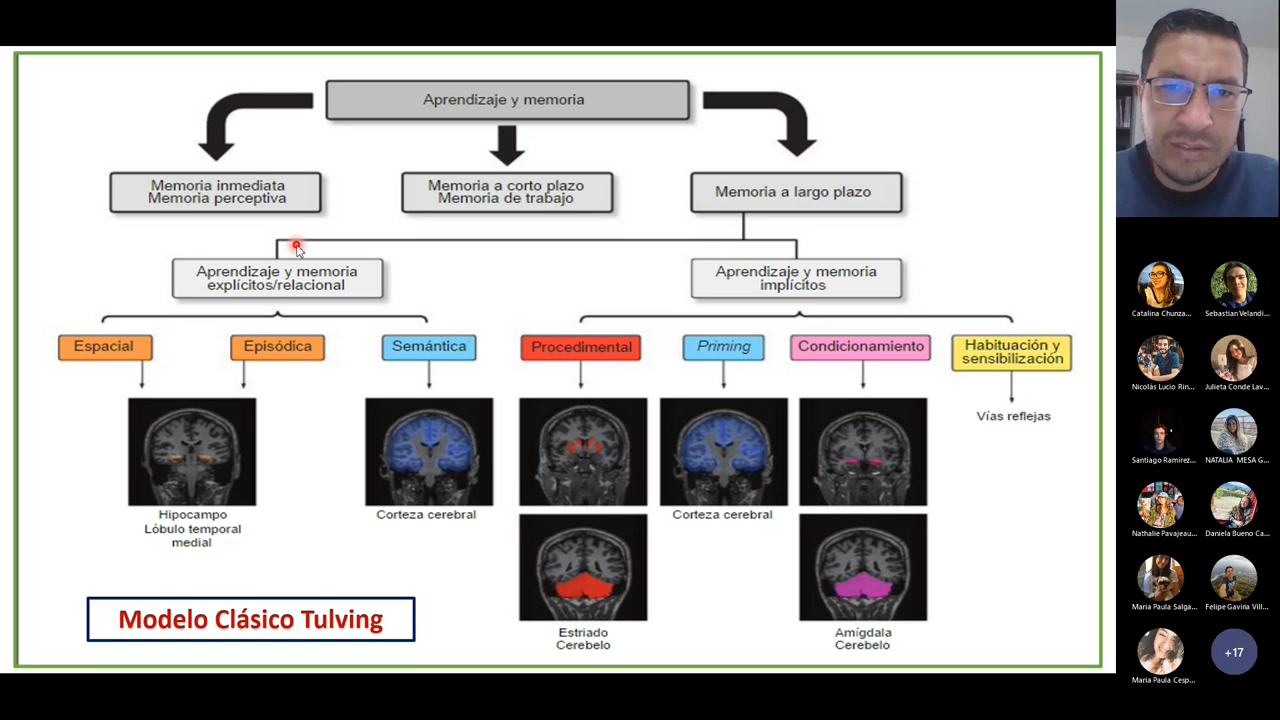 Aprendizaje y memoria
Memoria inmediata
Memoria perceptiva
Memoria a corto plazo
Memoria de trabajo
Memoria a largo plazo
Aprendizaje y memoria
explícitos/relacional
Aprendizaje y memoria
implícitos
Espacial
Episódica
Semántica
Procedimental
Priming
Condicionamiento
Habituación y
sensibilización
Vías reflejas
Hipocampo
Lóbulo temporal
medial
Corteza cerebral
Corteza cerebral
Estriado
Cerebelo
Amígdala
Cerebelo
Modelo Clásico Tulving
Catalina Chunza...
Sebastian Velandi...
Nicolás Lucio Rin...
Julieta Conde Lav...
Santiago Ramirez...
NATALIA MESA G...
Nathalie Pavajeau...
Daniela Bueno Ca...
Maria Paula Salga...
Felipe Gaviria Vill...
Maria Paula Cesp...
+17